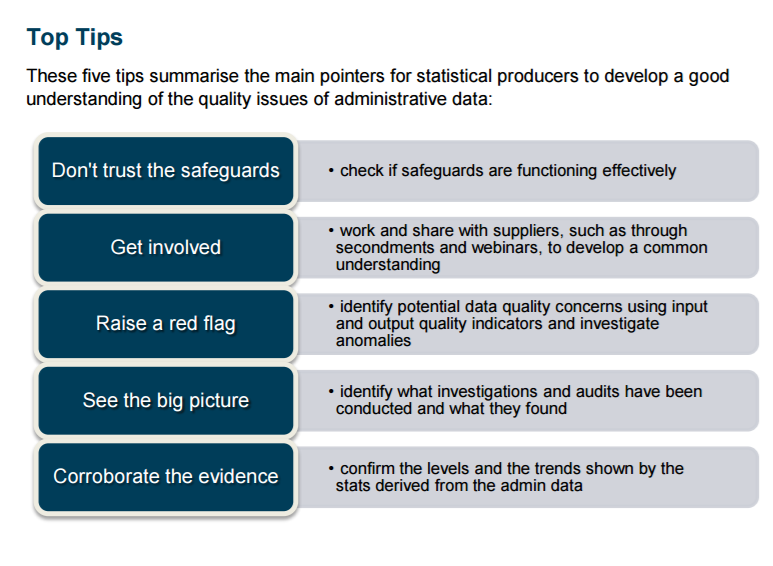 Top Tips
These five tips summarise the main pointers for statistical producers to develop a good
understanding of the quality issues of administrative data:
Don't trust the safeguards
• check if safeguards are functioning effectively
Get involved
• work and share with suppliers, such as through
secondments and webinars, to develop a common
understanding
Raise a red flag
• identify potential data quality concerns using input
and output quality indicators and investigate
anomalies
See the big picture
• identify what investigations and audits have been
conducted and what they found
Corroborate the evidence
• confirm the levels and the trends shown by the
stats derived from the admin data